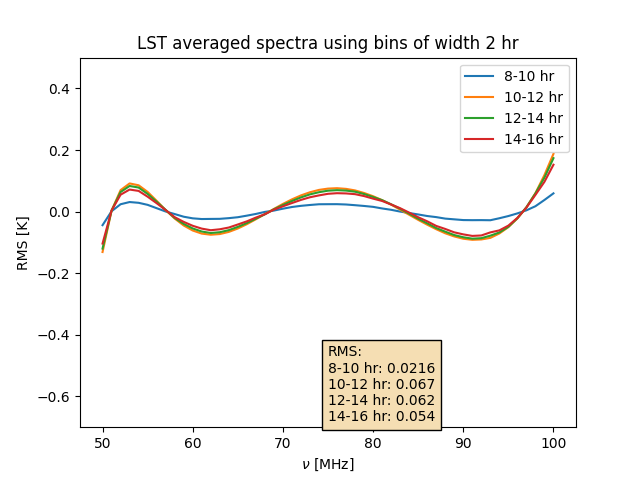 LST averaged spectra using bins of width 2 hr
8-10 hr
10-12 hr
12-14 hr
14-16 hr
0.4
0.2
0.0
−0.2
−0.4
−0.6
RMS [K]
RMS:
8-10 hr: 0.0216
10-12 hr: 0.067
12-14 hr: 0.062
14-16 hr: 0.054
50 60 70 80 90 100
ν [MHz]